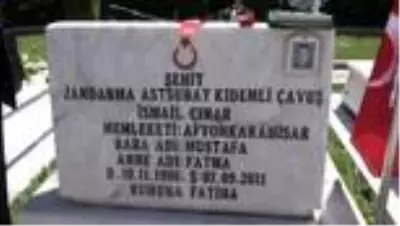 ŞEHİT
JANDARMA ASTSUBAY KIDEMLİ ÇAVUŞ
İSMAİL ÇINAR
MEMLEKETİ: AFYONKARAHİSAR
BABA ADI MUSTAFA
ANNE ADI FATMA
D. 10.11. Ş. 07.09.2011
RUHUNA FATİHA